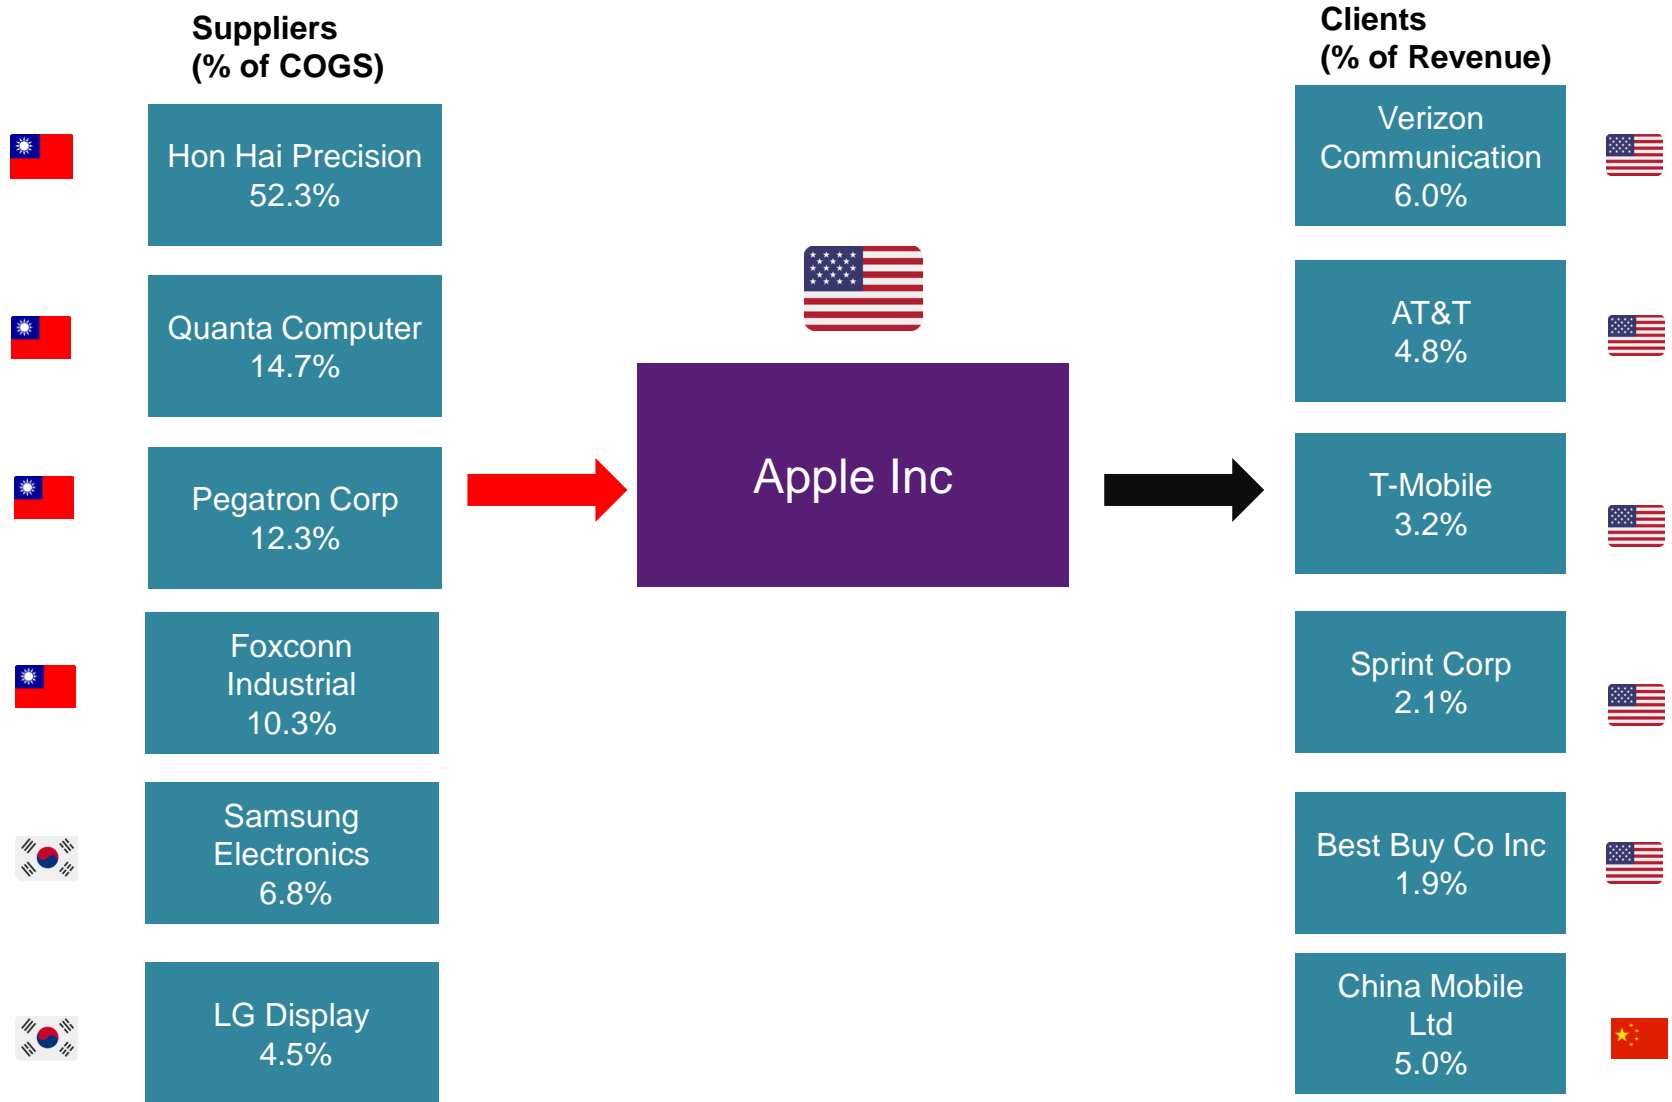 Suppliers
(% of COGS)
Hon Hai Precision
52.3%
Quanta Computer
14.7%
Pegatron Corp
12.3%
Foxconn
Industrial
10.3%
Samsung
Electronics
6.8%
LG Display
4.5%
Apple Inc
Clients
(% of Revenue)
Verizon
Communication
6.0%
AT&T
4.8%
T-Mobile
3.2%
Sprint Corp
2.1%
Best Buy Co Inc
1.9%
China Mobile
Ltd
5.0%